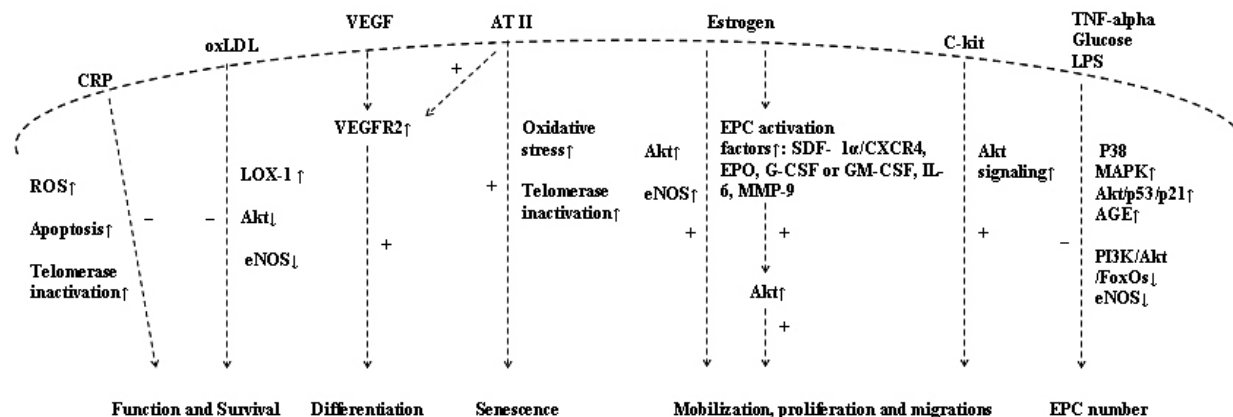 VEGF
AT II
Estrogen
TNF-alpha
Glucose
LPS
oxLDL
C-kit
CRP
+
VEGFR2↑
Oxidative
stress↑
Telomerase
inactivation↑
+
Akt↑
eNOS↑
+
EPC activation
factors↑: SDF- 1α/CXCR4,
EPO, G-CSF or GM-CSF, IL-
6, MMP-9
+
Akt↑
+
Akt
signaling↑
+
P38
MAPK↑
Akt/p53/p21↑
AGE↑
–
PI3K/Akt
/FoxOs↓
eNOS↓
ROS↑
Apoptosis↑
–
Telomerase
inactivation↑
LOX-1 ↑
–
Akt↓
eNOS↓
+
Function and Survival
Differentiation
Senescence
Mobilization, proliferation and migrations
EPC number